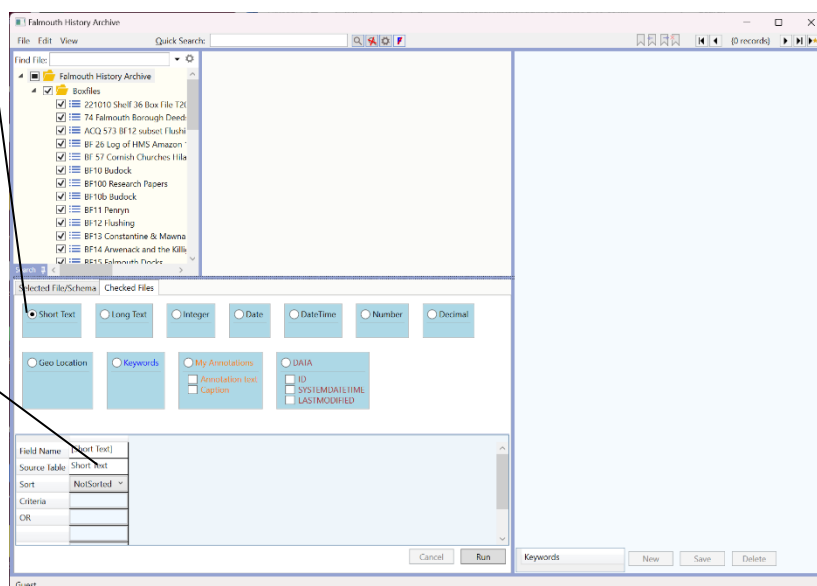 Falmouth History Archive
File Edit View Quick Search:
(0 records)
Find File:
Falmouth History Archive
Boxfiles
221010 Shelf 36 Box File T20
74 Falmouth Borough Deeds
ACQ 573 BF12 subset Flushi
BF 26 Log of HMS Amazon 1
BF 57 Cornish Churches Hila
BF10 Budock
BF100 Research Papers
BF10b Budock
BF11 Penryn
BF12 Flushing
BF13 Constantine & Mawna
BF14 Arwenack and the Killi
BF15 Falmouth Docks
Search
Selected File/Schema Checked Files
Short Text Long Text Integer Date DateTime Number Decimal
Geo Location Keywords My Annotations DATA
Annotation text ID
Caption SYSTEMDATETIME
LASTMODIFIED
Field Name [Short Text]
Source Table Short Text
Sort NotSorted
Criteria
OR
Cancel Run Keywords New Save Delete
Guest